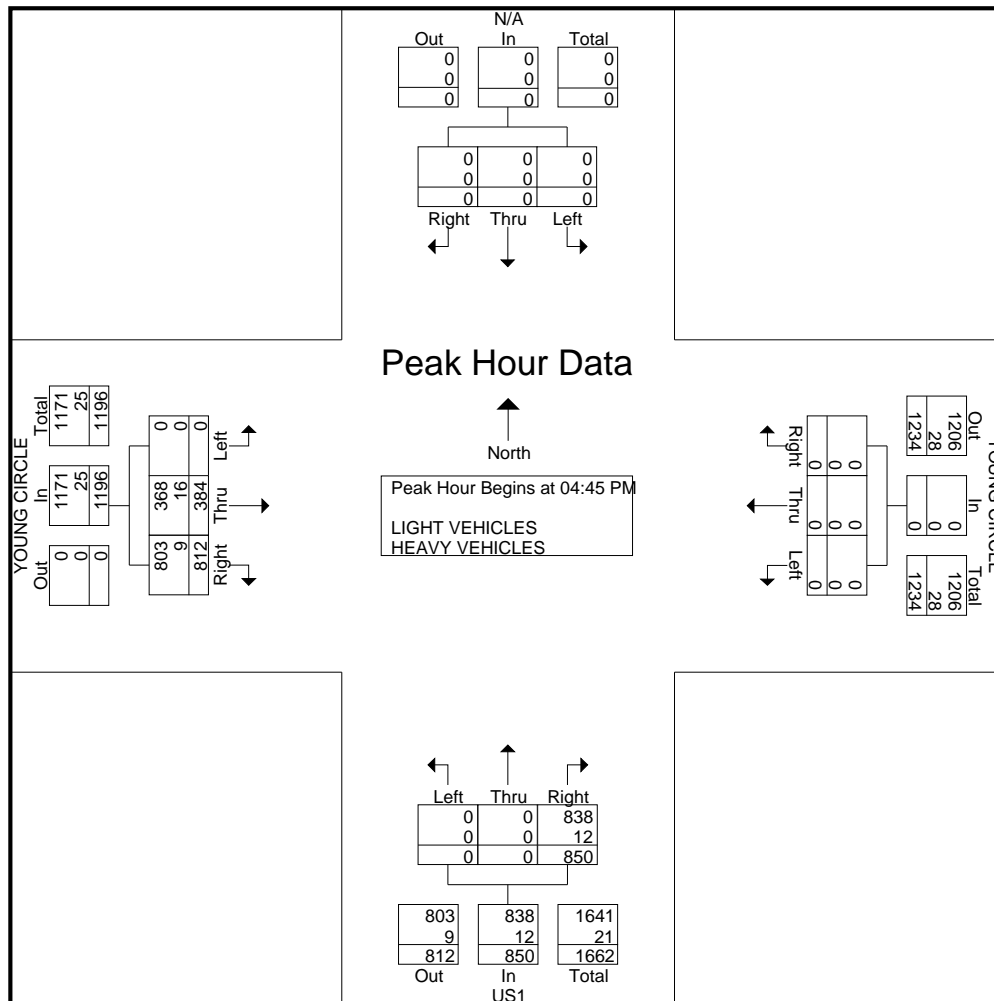 N/A
Out In Total
0 0 0
0 0 0
0 0 0
0 0 0
0 0 0
0 0 0
Right Thru Left
Peak Hour Data
North
Peak Hour Begins at 04:45 PM
LIGHT VEHICLES
HEAVY VEHICLES
YOUNG CIRCLE
Out In Total
0 1171 1171
0 25 25
0 1196 1196
803 368 0
9 16 0
812 384 0
Right Thru Left
YOUNG CIRCLE
Out In Total
1206 0 1206
28 0 28
1234 0 1234
0 0 0
0 0 0
0 0 0
Right Thru Left
Left Thru Right
0 0 838
0 0 12
0 0 850
803 838 1641
9 12 21
812 850 1662
Out In Total
US1